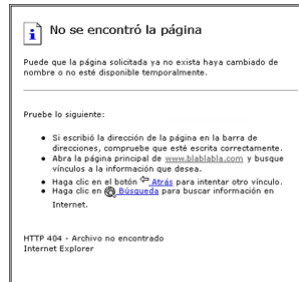 No se encontró la página
Puede que la página solicitada ya no exista haya cambiado de
nombre o no esté disponible temporalmente.
Pruebe lo siguiente:
Si escribió la dirección de la página en la barra de
direcciones, compruebe que esté escrita correctamente.
Abra la página principal de www.blablabla.com y busque
vínculos a la información que desea.
Haga clic en el botón Atrás para intentar otro vínculo.
Haga clic en Búsqueda para buscar información en
Internet.
HTTP 404 - Archivo no encontrado
Internet Explorer